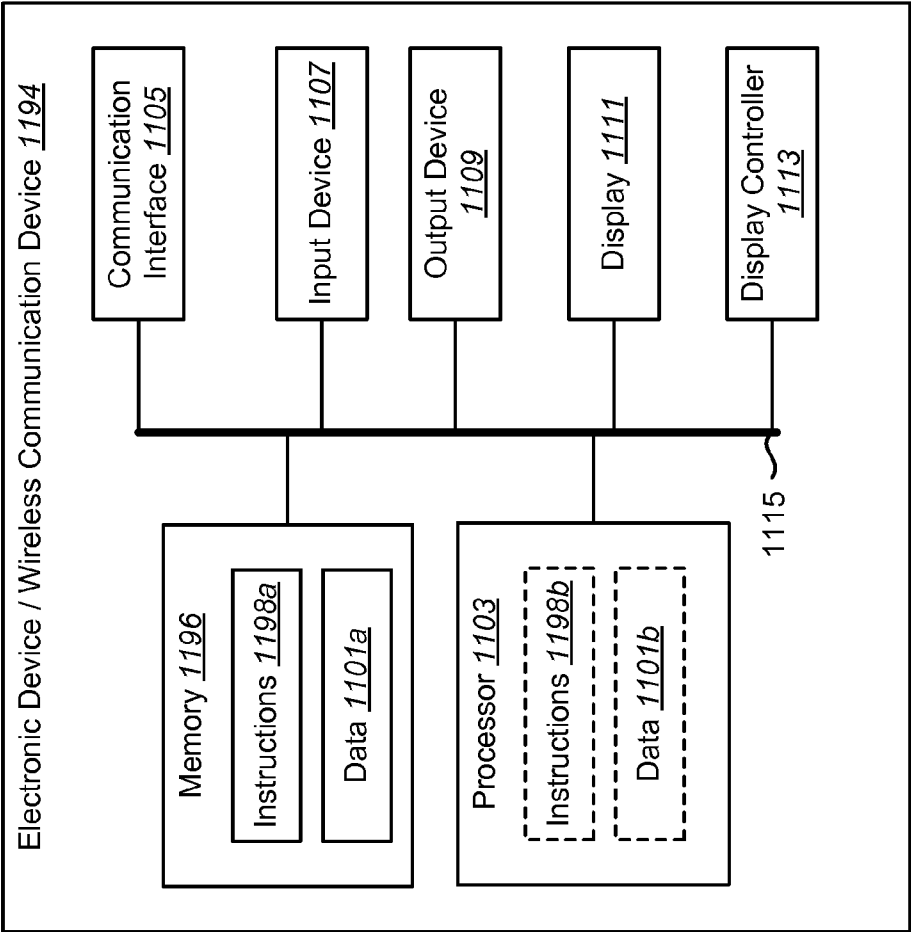 Electronic Device / Wireless Communication Device 1194
Memory 1196
Instructions 1198a
Data 1101a
Processor 1103
Instructions 1198b
Data 1101b
1115
Communication
Interface 1105
Input Device 1107
Output Device
1109
Display 1111
Display Controller
1113